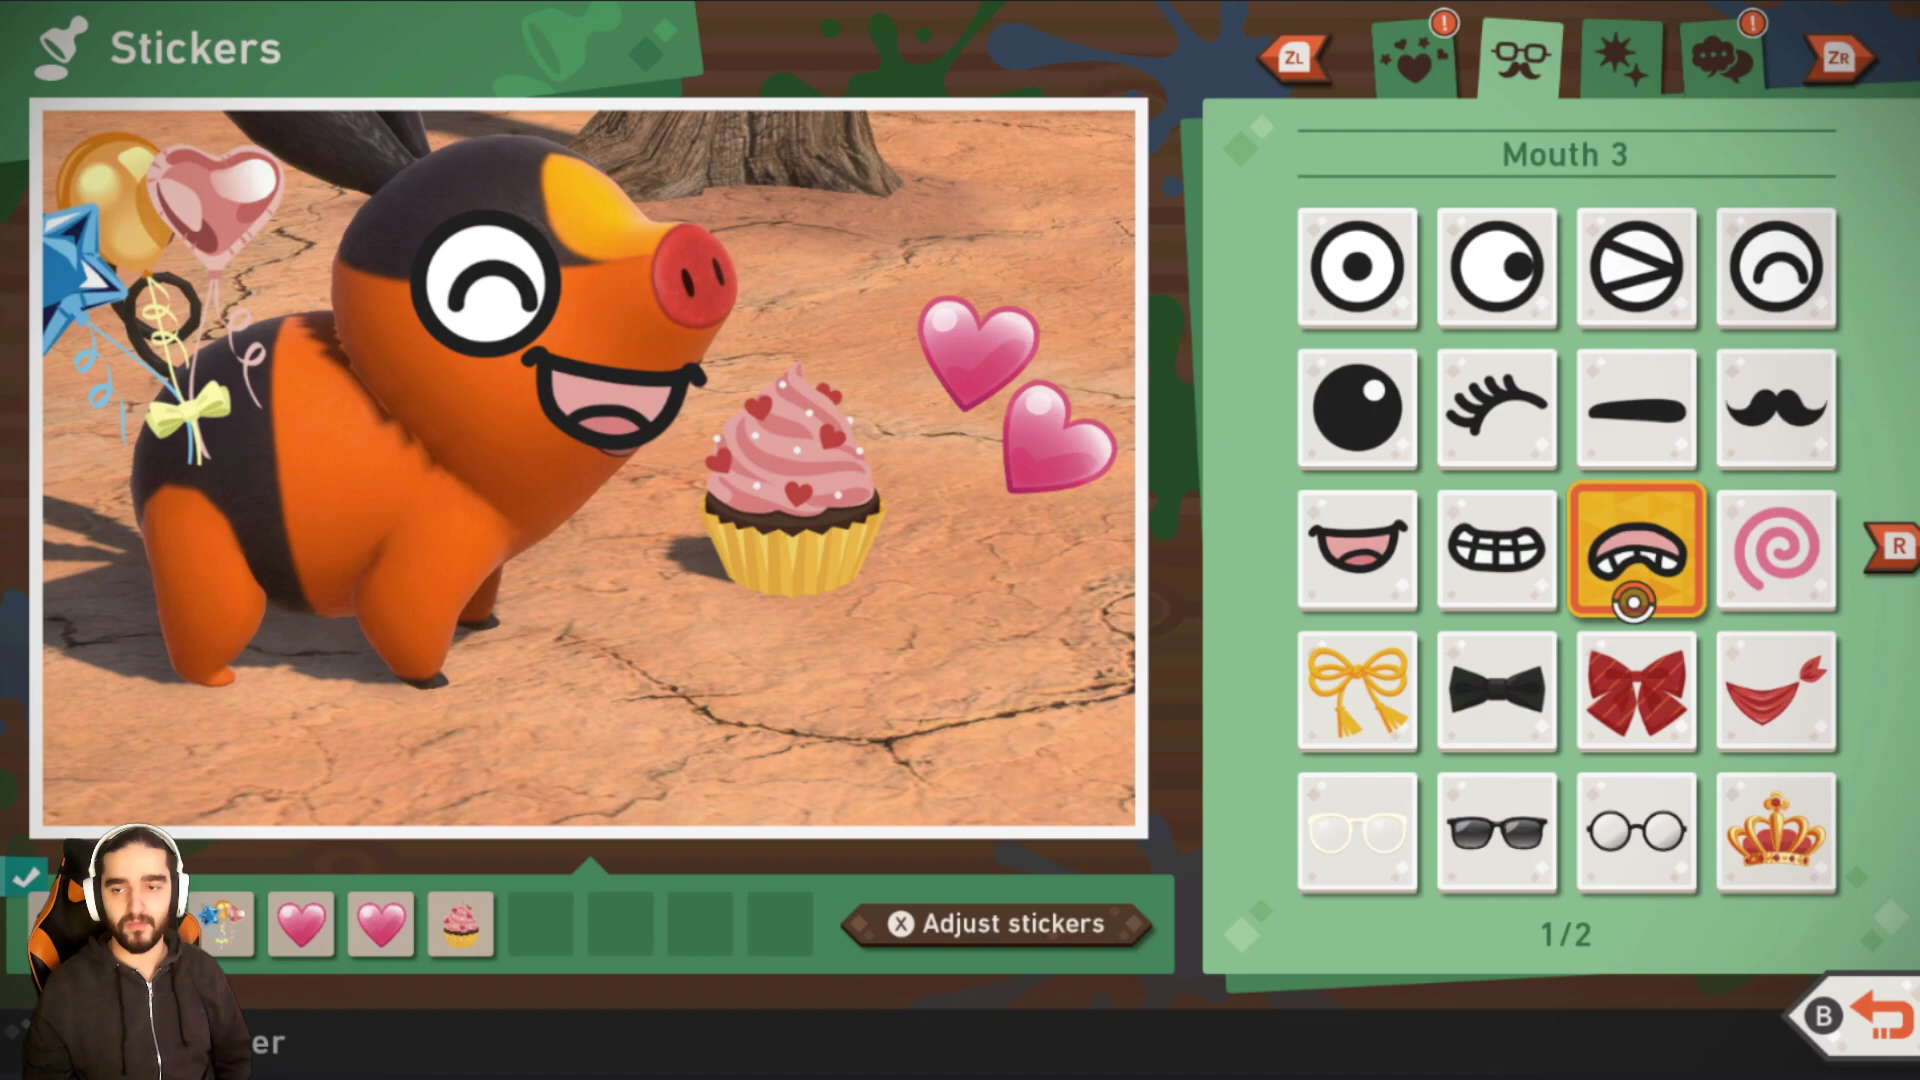 Stickers
ZL
!
!
ZR
Mouth 3
R
X Adjust stickers
1/2
er
B